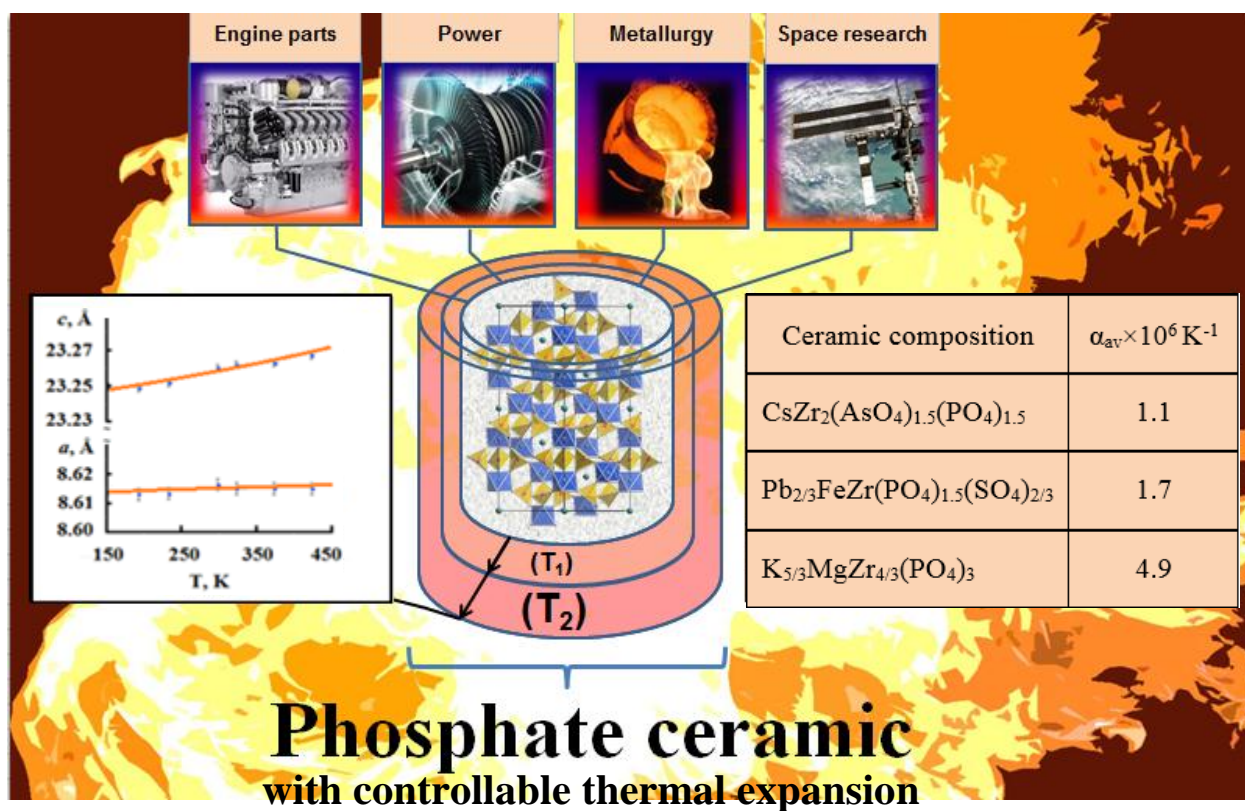 Engine parts
Power
Metallurgy
Space research
c, Å
23.27
23.25
23.23
a, Å
8.62
8.61
8.60
150 250 350 450
T, K
(T₁)
(T₂)
Ceramic composition αav×10⁶ K⁻¹
CsZr₂(AsO₄)₁.₅(PO₄)₁.₅ 1.1
Pb₂/₃FeZr(PO₄)₁.₅(SO₄)₂/₃ 1.7
K₅/₃MgZr₄/₃(PO₄)₃ 4.9
Phosphate ceramic
with controllable thermal expansion